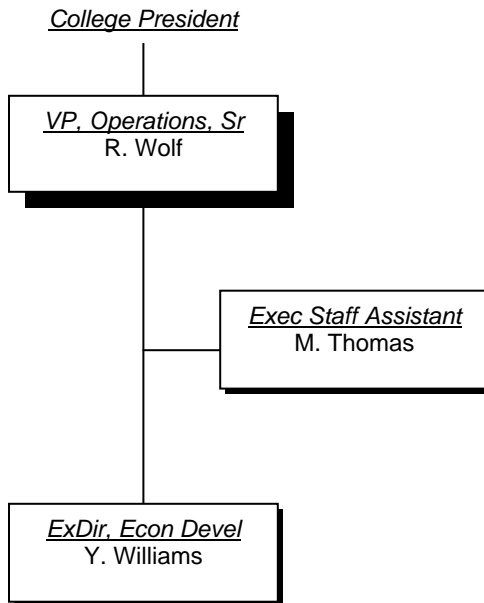 College President
VP, Operations, Sr
R. Wolf
Exec Staff Assistant
M. Thomas
ExDir, Econ Devel
Y. Williams